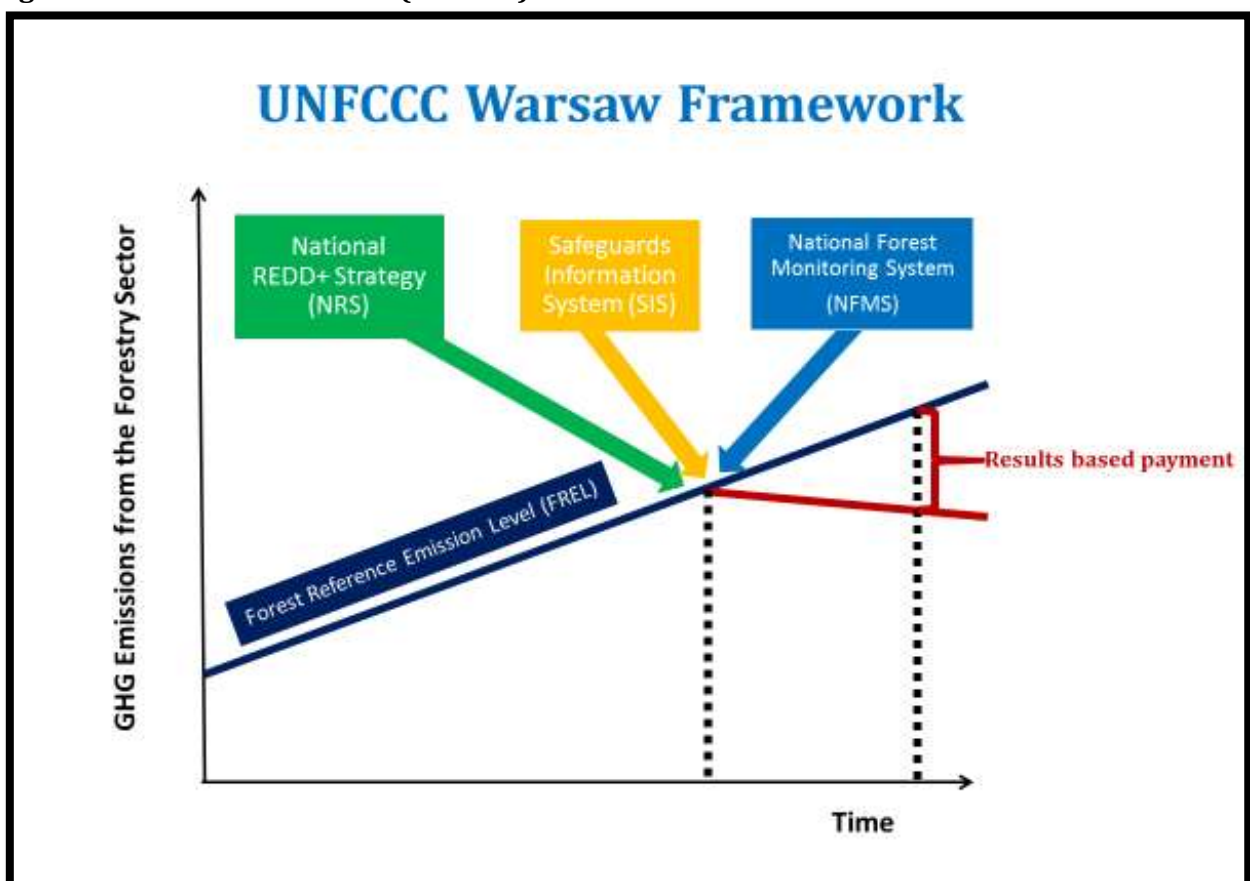 UNFCCC Warsaw Framework
GHG Emissions from the Forestry Sector
National
REDD+ Strategy
(NRS)
Safeguards
Information
System (SIS)
National Forest
Monitoring System
(NFMS)
Forest Reference Emission Level (FREL)
Results based payment
Time